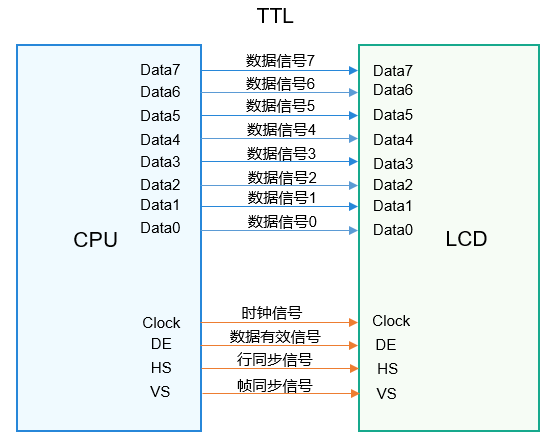 TTL
Data7 数据信号7 Data7
Data6 数据信号6 Data6
Data5 数据信号5 Data5
Data4 数据信号4 Data4
Data3 数据信号3 Data3
Data2 数据信号2 Data2
Data1 数据信号1 Data1
Data0 数据信号0 Data0
CPU LCD
Clock 时钟信号 Clock
DE 数据有效信号 DE
HS 行同步信号 HS
VS 帧同步信号 VS